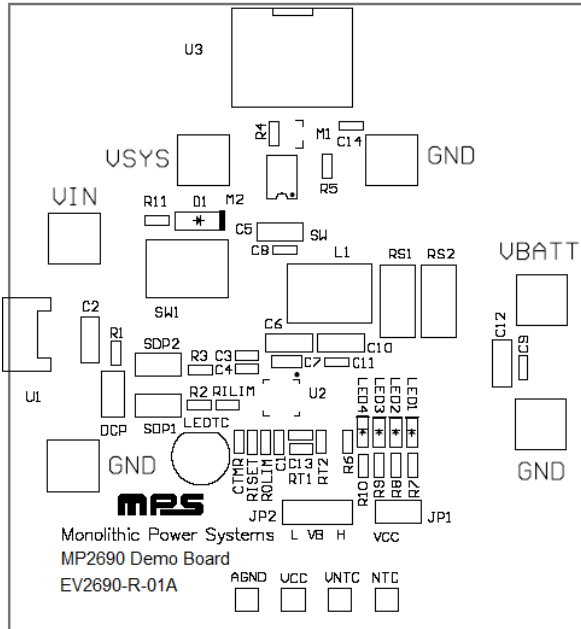 U3
R4
M1
C14
VSYS
GND
R5
VIN
R11
D1
M2
C5
SW
C8
L1
RS1
RS2
VBATT
SW1
C2
R1
SDP2
C6
C10
C12
C9
R3
C3
C4
C7
C11
U1
DCP
SDP1
R2
RILIM
U2
LED4
LED3
LED2
LED1
LEDTC
GND
GND
CTMR
RISET
ROLIM
C1
C13
RT1
RT2
R6
R10
R9
R8
R7
MPS
JP2
JP1
L VB H
VCC
Monolithic Power Systems
MP2690 Demo Board
EV2690-R-01A
AGND VCC VNTC NTC